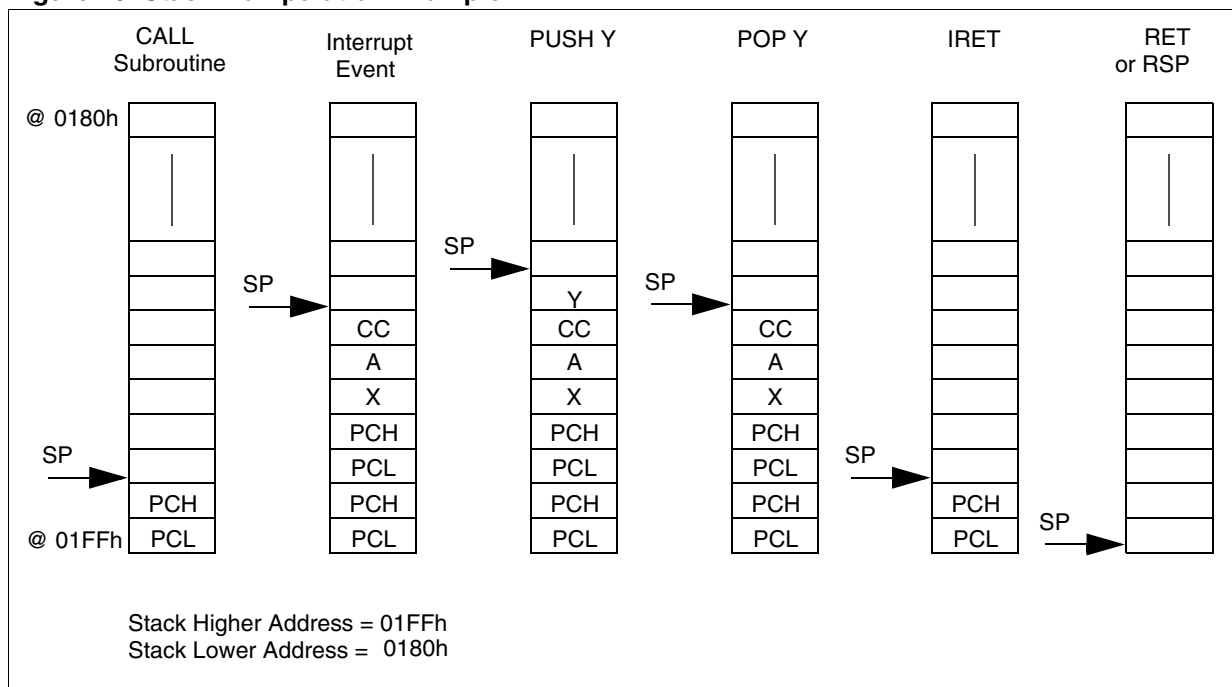 CALL
Subroutine
Interrupt
Event
PUSH Y
POP Y
IRET
RET
or RSP
@ 0180h
SP
PCH
@ 01FFh PCL
SP
CC
A
X
PCH
PCL
PCH
PCL
SP
Y
CC
A
X
PCH
PCL
PCH
PCL
SP
CC
A
X
PCH
PCL
PCH
PCL
SP
PCH
PCL
SP
Stack Higher Address = 01FFh
Stack Lower Address = 0180h